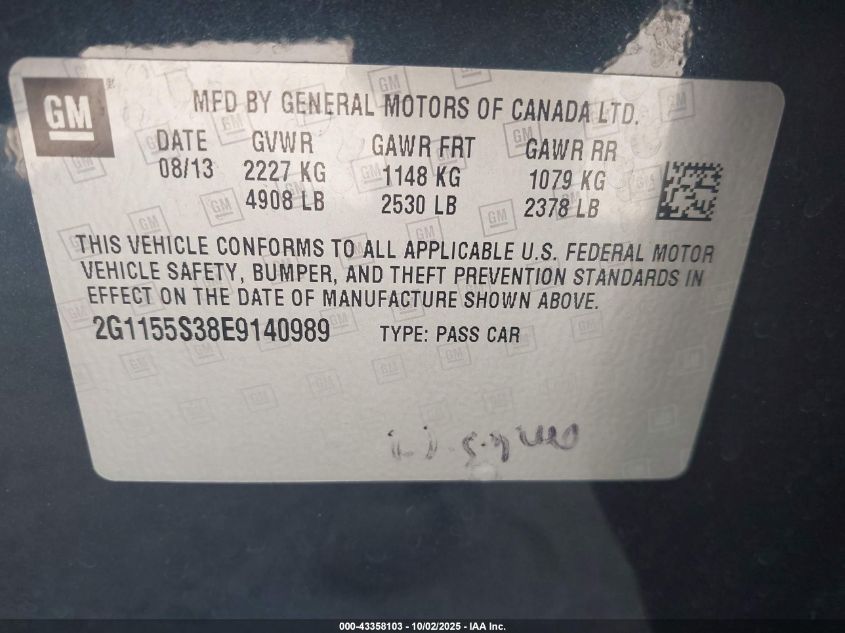 GM
MFD BY GENERAL MOTORS OF CANADA LTD.
DATE GVWR GAWR FRT GAWR RR
08/13 2227 KG 1148 KG 1079 KG
4908 LB 2530 LB 2378 LB
THIS VEHICLE CONFORMS TO ALL APPLICABLE U.S. FEDERAL MOTOR
VEHICLE SAFETY, BUMPER, AND THEFT PREVENTION STANDARDS IN
EFFECT ON THE DATE OF MANUFACTURE SHOWN ABOVE.
2G1155S38E9140989 TYPE: PASS CAR
000-43358103 - 10/02/2025 - IAA Inc.